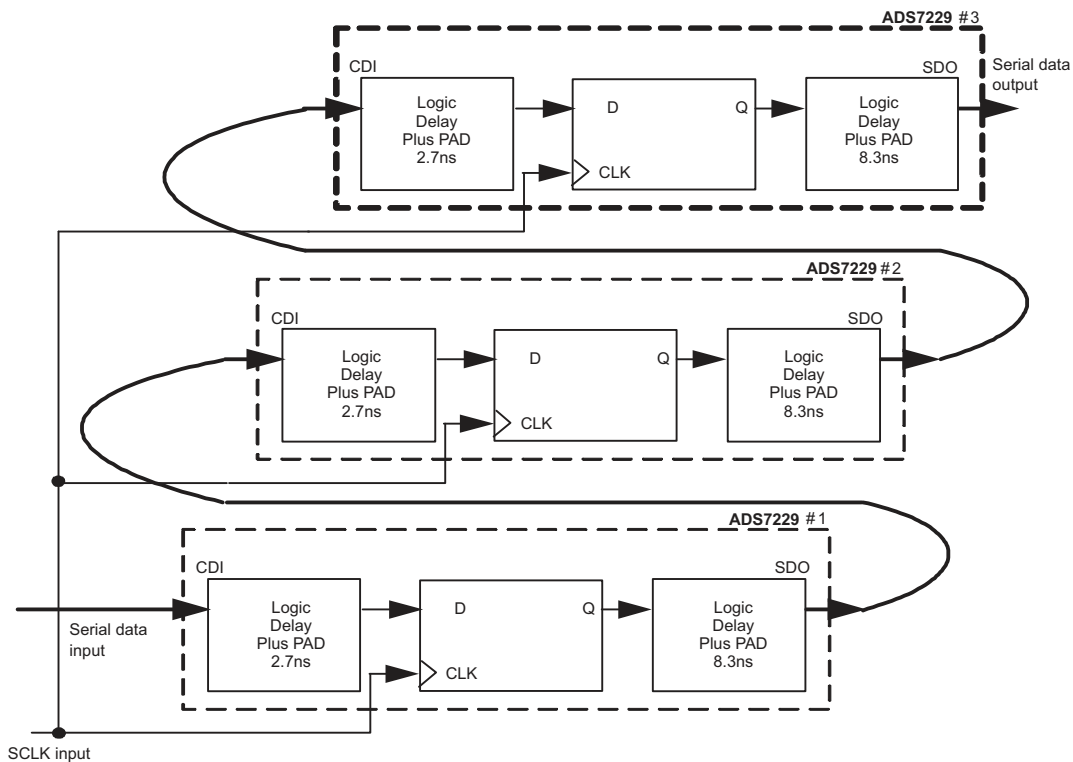 ADS7229 #3
CDI
SDO
Serial data
output
Logic
Delay
Plus PAD
2.7ns
D
Q
CLK
Logic
Delay
Plus PAD
8.3ns
ADS7229 #2
CDI
SDO
Logic
Delay
Plus PAD
2.7ns
D
Q
CLK
Logic
Delay
Plus PAD
8.3ns
ADS7229 #1
CDI
SDO
Serial data
input
Logic
Delay
Plus PAD
2.7ns
D
Q
CLK
Logic
Delay
Plus PAD
8.3ns
SCLK input